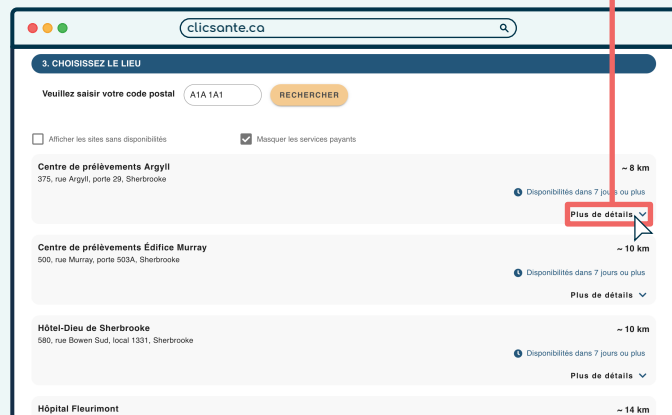 clicsante.ca
3. CHOISISSEZ LE LIEU
Veuillez saisir votre code postal A1A 1A1 RECHERCHER
Afficher les sites sans disponibilités Masquer les services payants
Centre de prélèvements Argyll ~ 8 km
375, rue Argyll, porte 29, Sherbrooke
Disponibilités dans 7 jours ou plus
Plus de détails
Centre de prélèvements Édifice Murray ~ 10 km
500, rue Murray, porte 503A, Sherbrooke
Disponibilités dans 7 jours ou plus
Plus de détails
Hôtel-Dieu de Sherbrooke ~ 10 km
580, rue Bowen Sud, local 1331, Sherbrooke
Disponibilités dans 7 jours ou plus
Plus de détails
Hôpital Fleurimont ~ 14 km